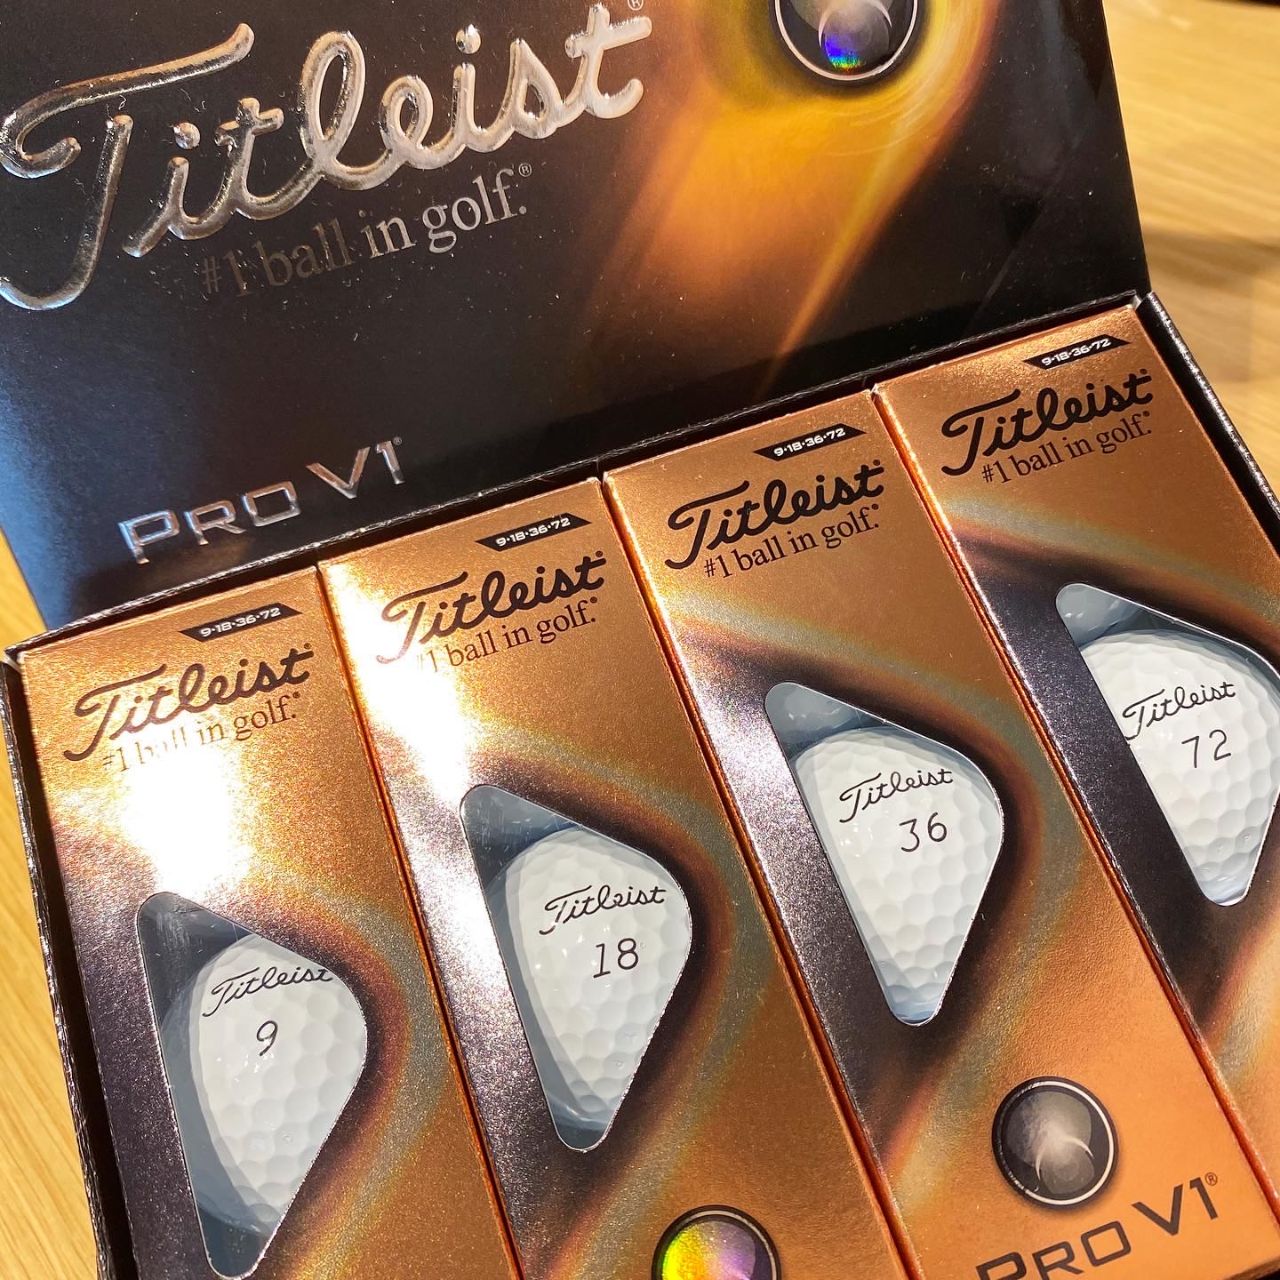 Titleist®
#1 ball in golf.®
PRO V1®
9·18·36·72
Titleist®
#1 ball in golf.®
Titleist
9
9·18·36·72
Titleist®
#1 ball in golf.®
Titleist
18
9·18·36·72
Titleist®
#1 ball in golf.®
Titleist
36
PRO V1®
9·18·36·72
Titleist®
#1 ball in golf.®
Titleist
72